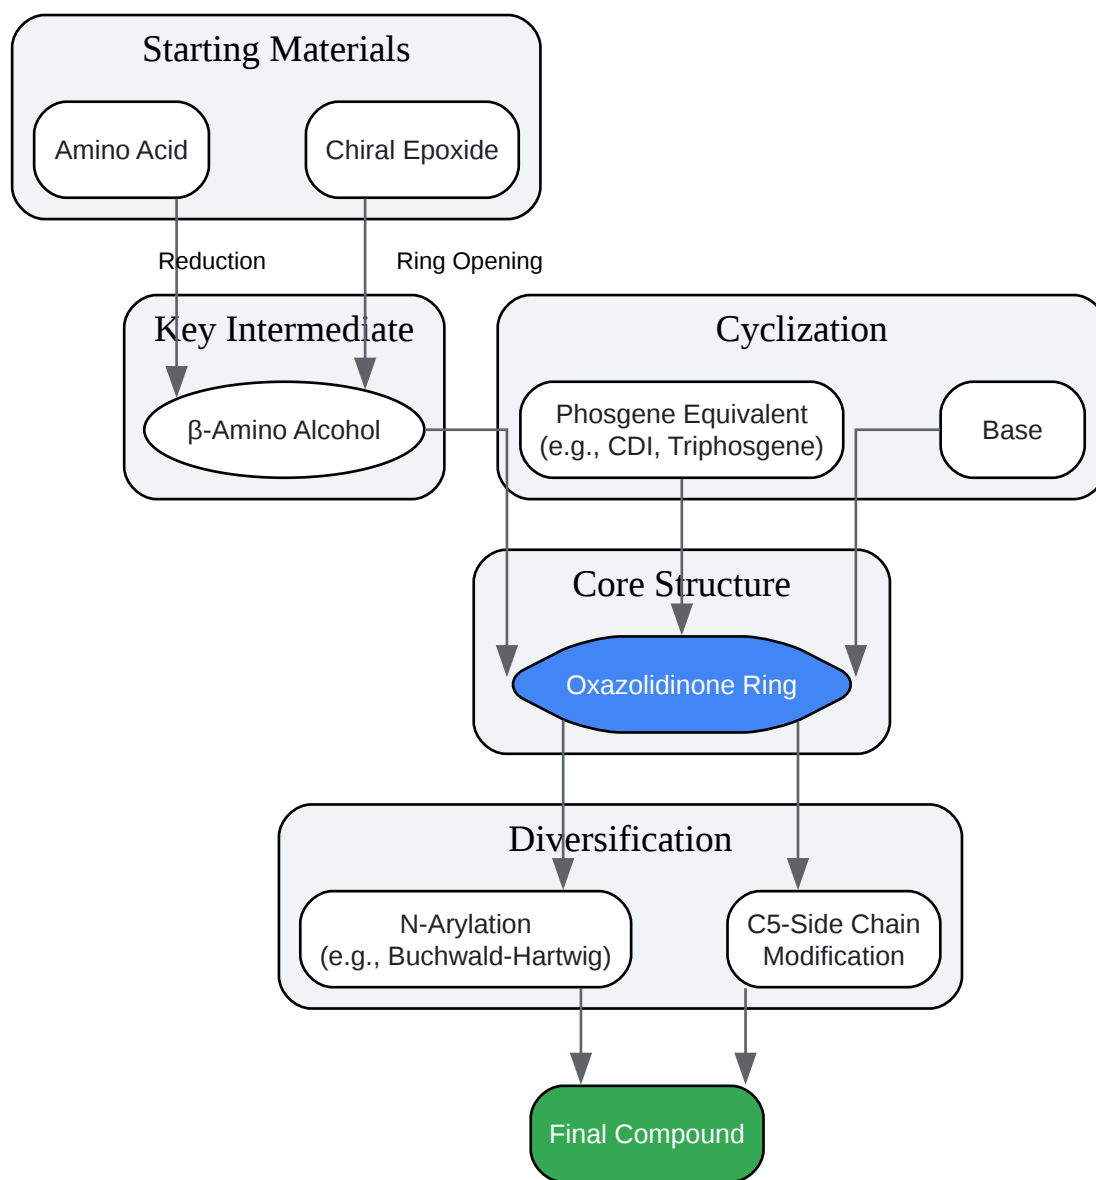 Starting Materials
Amino Acid
Chiral Epoxide
Reduction
Ring Opening
Key Intermediate
β-Amino Alcohol
Cyclization
Phosgene Equivalent
(e.g., CDI, Triphosgene)
Base
Core Structure
Oxazolidinone Ring
Diversification
N-Arylation
(e.g., Buchwald-Hartwig)
C5-Side Chain
Modification
Final Compound